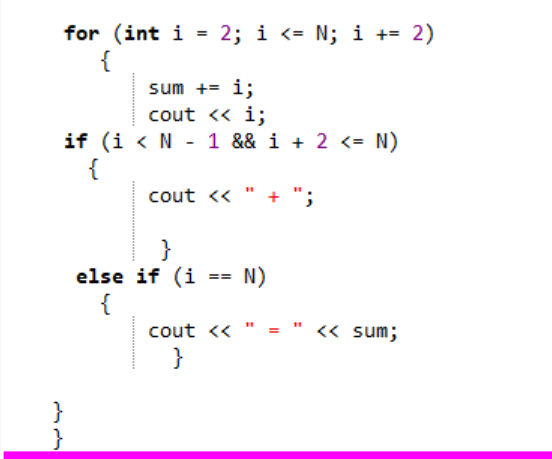 for (int i = 2; i <= N; i += 2)
{
sum += i;
cout << i;
if (i < N - 1 && i + 2 <= N)
{
cout << " + ";
}
else if (i == N)
{
cout << " = " << sum;
}
}
}